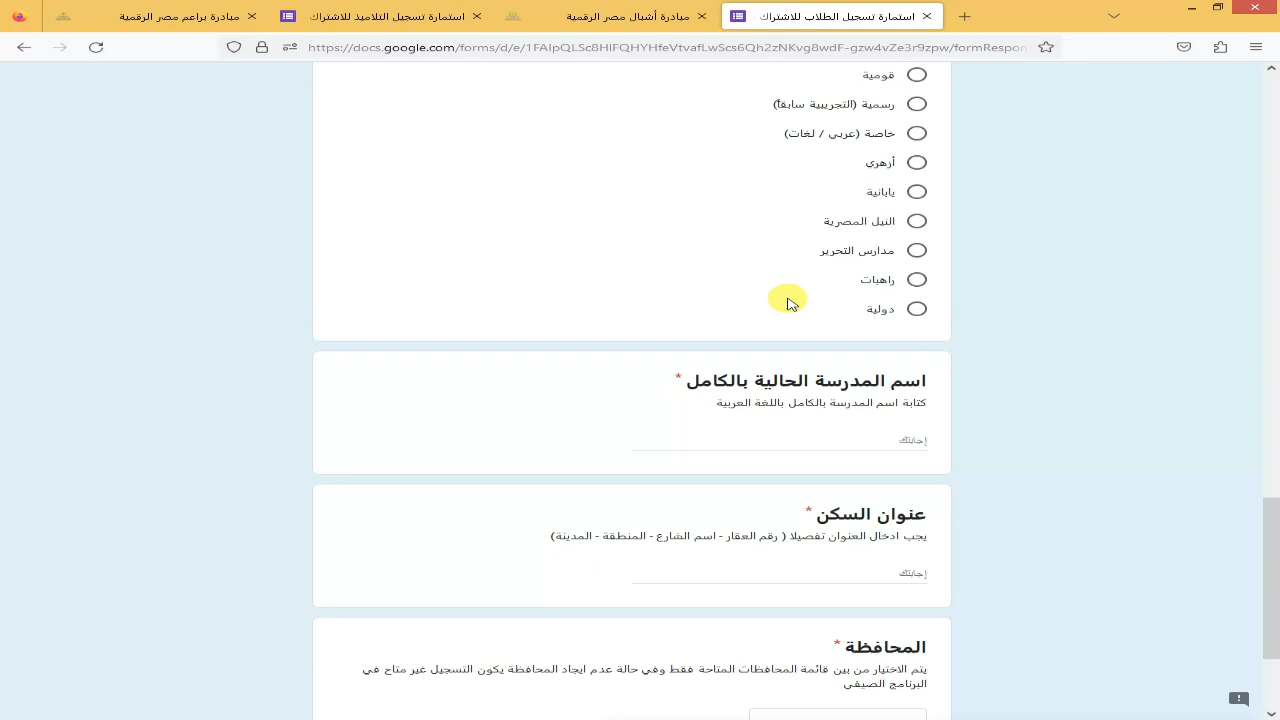 مبادرة براعم مصر الرقمية
استمارة تسجيل التلاميذ للاشتراك
مبادرة أشبال مصر الرقمية
استمارة تسجيل الطلاب للاشتراك
https://docs.google.com/forms/d/e/1FAIpQLSc8HIFQHYHfeVtvafLwScs6Qh2zNKvg8wdF-gzw4vZe3r9zpw/formRespon
قومية
رسمية (التجريبية سابقاً)
خاصة (عربي / لغات)
أزهري
يابانية
النيل المصرية
مدارس التحرير
راهبات
دولية
اسم المدرسة الحالية بالكامل *
كتابة اسم المدرسة بالكامل باللغة العربية
إجابتك
عنوان السكن *
يجب ادخال العنوان تفصيلا ( رقم العقار - اسم الشارع - المنطقة - المدينة)
إجابتك
المحافظة *
يتم الاختيار من بين قائمة المحافظات المتاحة فقط وفي حالة عدم ايجاد المحافظة يكون التسجيل غير متاح في
البرنامج الصيفي